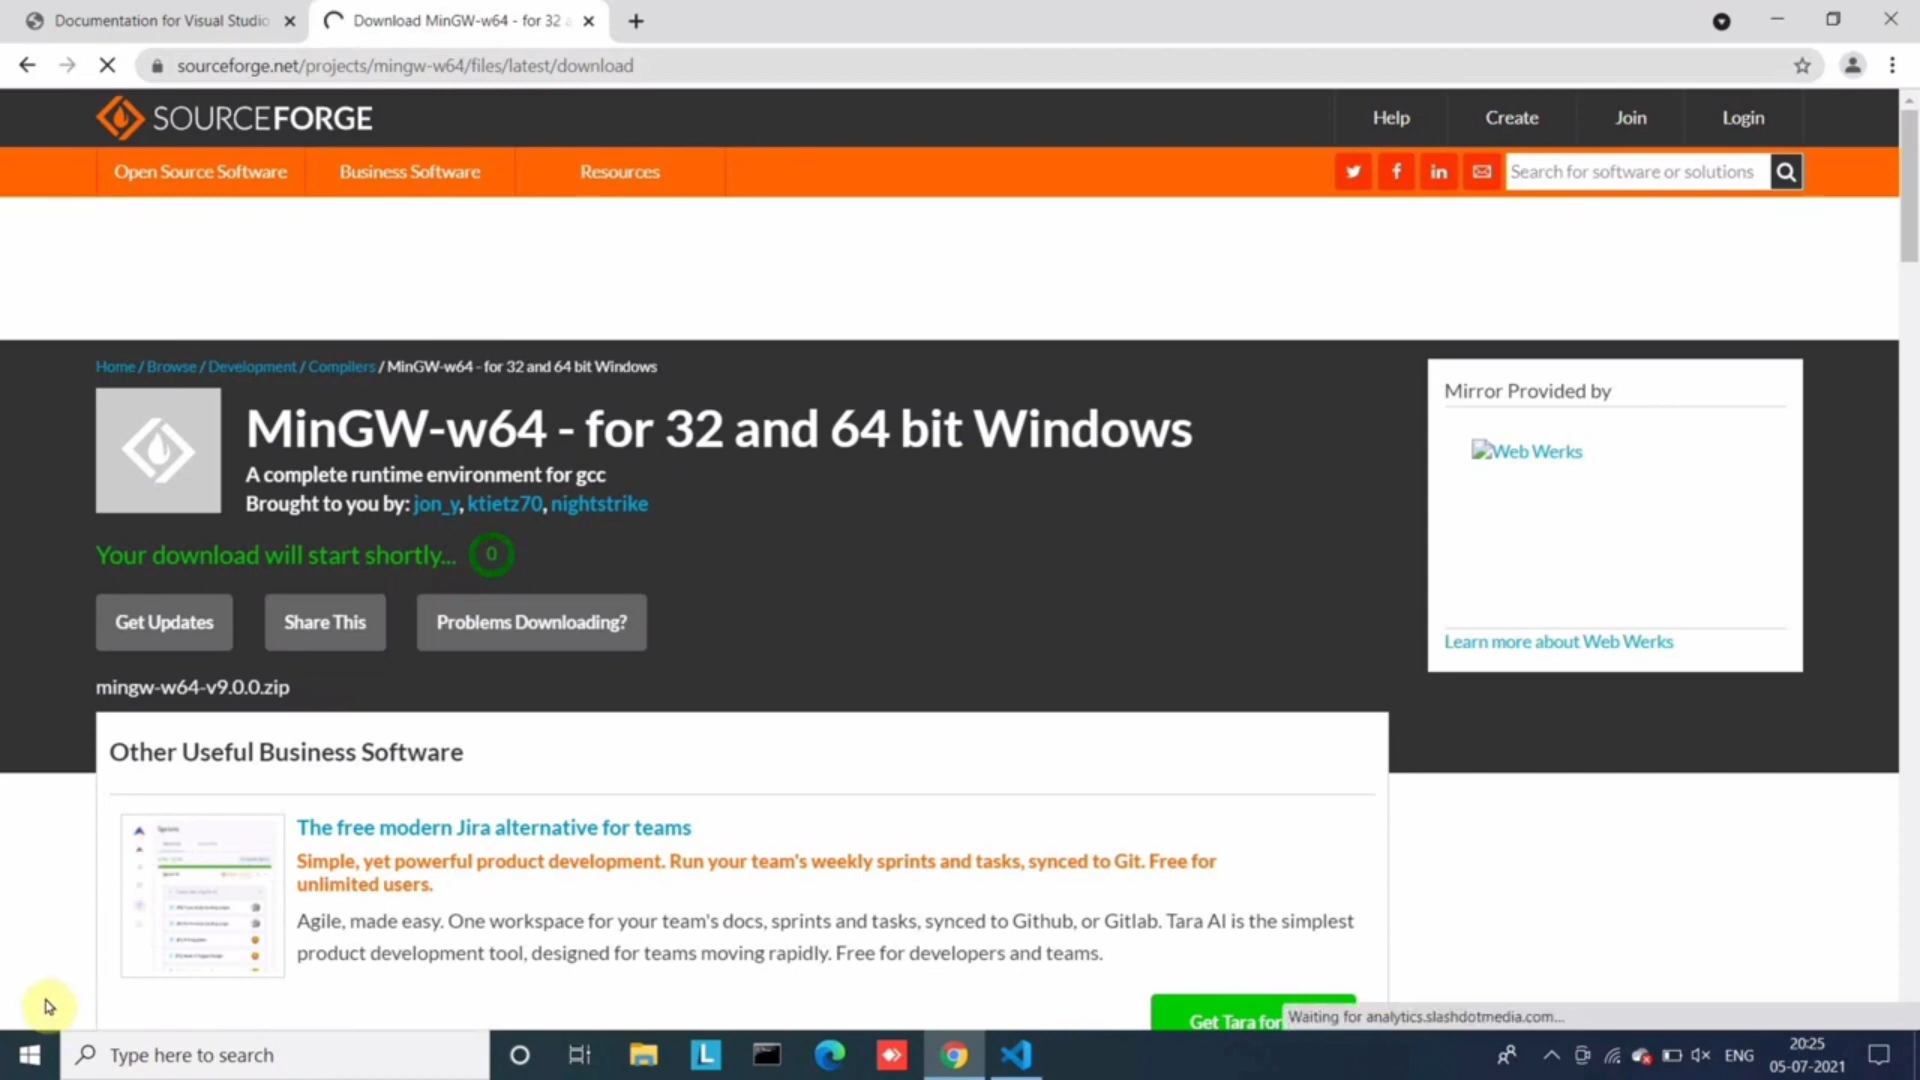 Documentation for Visual Studio
Download MinGW-w64 - for 32
sourceforge.net/projects/mingw-w64/files/latest/download
SOURCEFORGE
Help
Create
Join
Login
Open Source Software
Business Software
Resources
Search for software or solutions
Home / Browse / Development / Compilers / MinGW-w64 - for 32 and 64 bit Windows
MinGW-w64 - for 32 and 64 bit Windows
A complete runtime environment for gcc
Brought to you by: jon_y, ktietz70, nightstrike
Your download will start shortly... 0
Get Updates
Share This
Problems Downloading?
mingw-w64-v9.0.0.zip
Mirror Provided by
Web Werks
Learn more about Web Werks
Other Useful Business Software
The free modern Jira alternative for teams
Simple, yet powerful product development. Run your team's weekly sprints and tasks, synced to Git. Free for
unlimited users.
Agile, made easy. One workspace for your team's docs, sprints and tasks, synced to Github, or Gitlab. Tara AI is the simplest
product development tool, designed for teams moving rapidly. Free for developers and teams.
Get Tara for
Waiting for analytics.slashdotmedia.com...
Type here to search
ENG
20:25
05-07-2021